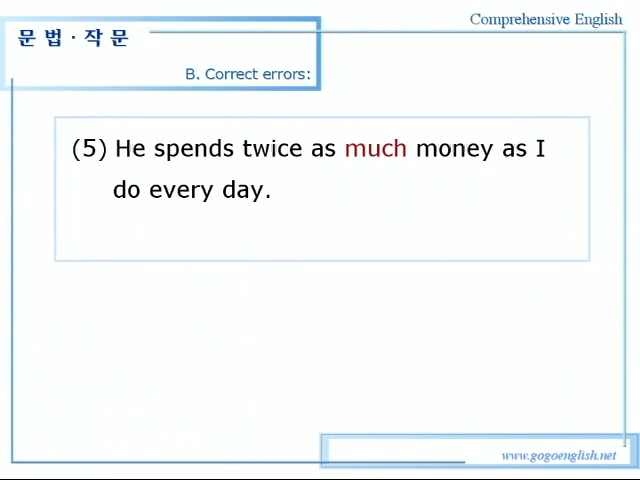 Comprehensive English
문 법 · 작 문
B. Correct errors:
(5) He spends twice as much money as I
do every day.
www.gogoenglish.net